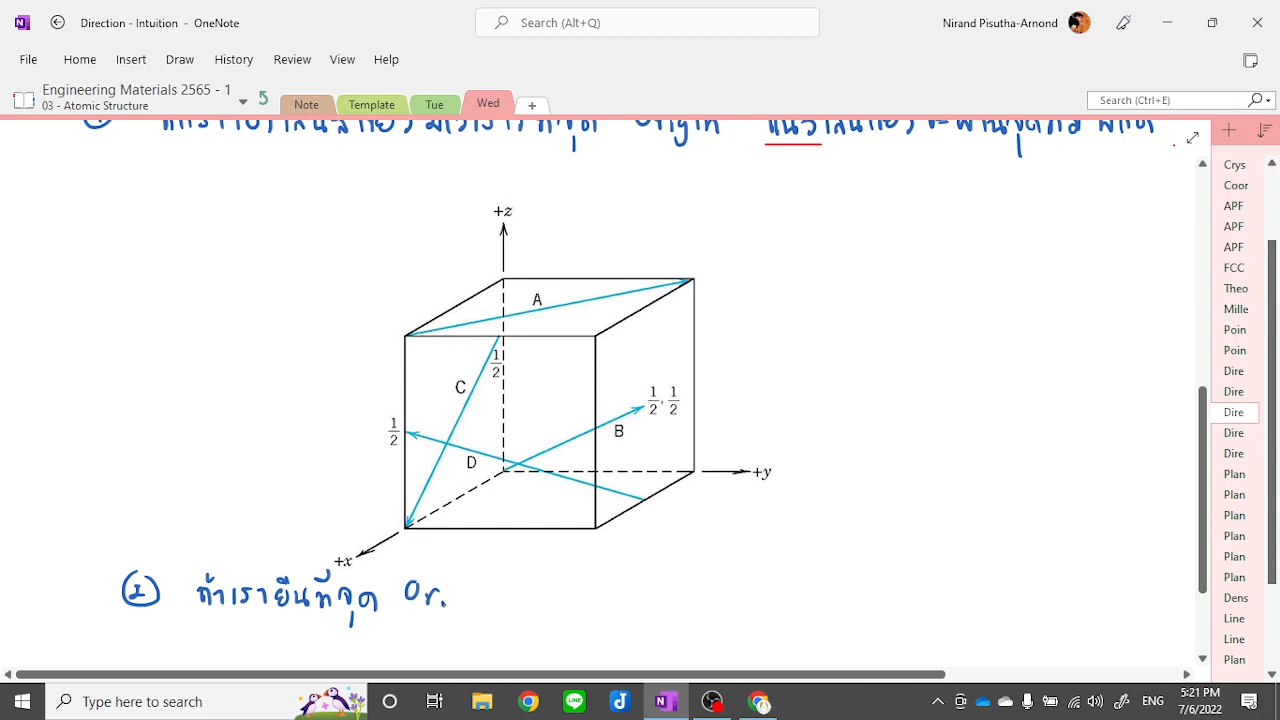 Direction - Intuition - OneNote
Search (Alt+Q)
Nirand Pisutha-Arnond
File Home Insert Draw History Review View Help
Engineering Materials 2565 - 1
03 - Atomic Structure
Note Template Tue Wed +
Search (Ctrl+E)
Origin
+z
A
1/2
C
1/2, 1/2
1/2
B
D
+y
+x
② ถ้าเรายืนที่จุด Or.
Crys
Coor
APF
APF
APF
FCC
Theo
Mille
Poin
Poin
Dire
Dire
Dire
Dire
Dire
Plan
Plan
Plan
Plan
Plan
Plan
Dens
Line
Line
Plan
Type here to search
ENG
5:21 PM
7/6/2022